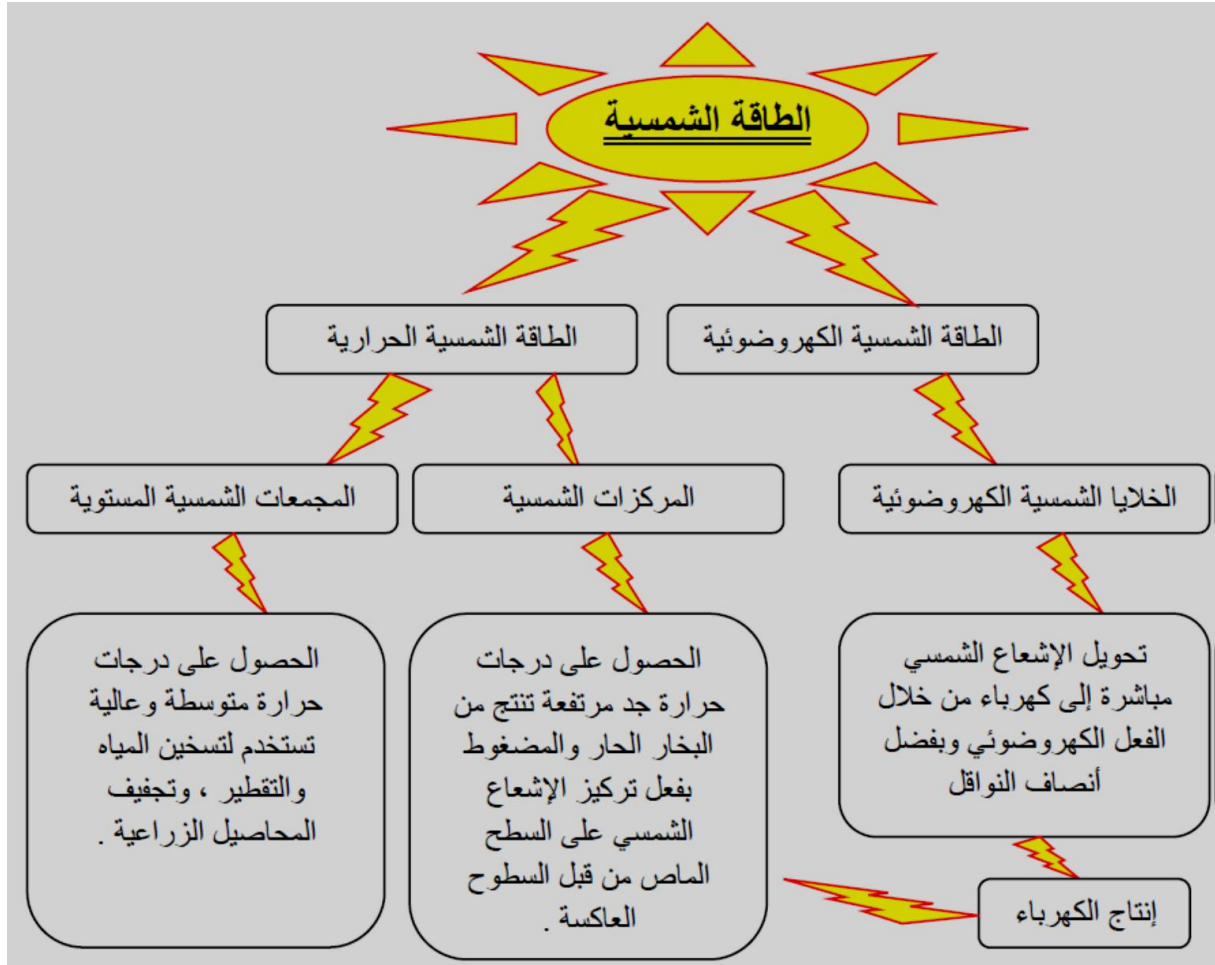 الطاقة الشمسية
الطاقة الشمسية الكهروضوئية
الطاقة الشمسية الحرارية
الخلايا الشمسية الكهروضوئية
المركزات الشمسية
المجمعات الشمسية المستوية
تحويل الإشعاع الشمسي
مباشرة إلى كهرباء من خلال
الفعل الكهروضوئي وبفضل
أنصاف النواقل
الحصول على درجات
حرارة جد مرتفعة تنتج من
البخار الحار والمضغوط
بفعل تركيز الإشعاع
الشمسي على السطح
الماص من قبل السطوح
العاكسة .
الحصول على درجات
حرارة متوسطة وعالية
تستخدم لتسخين المياه
والتقطير ، وتجفيف
المحاصيل الزراعية .
إنتاج الكهرباء